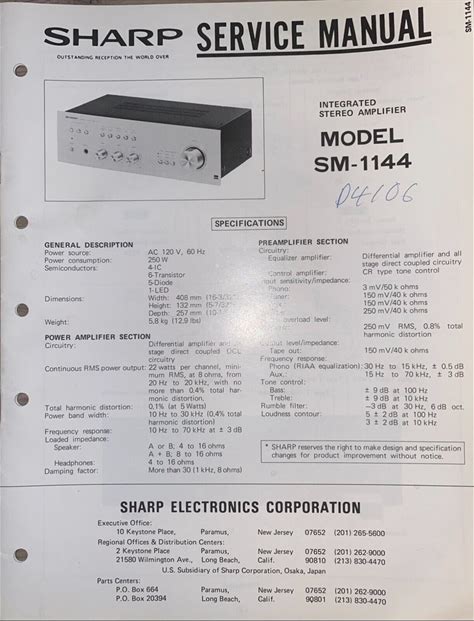 SM-1144
SHARP SERVICE MANUAL
OUTSTANDING RECEPTION THE WORLD OVER
INTEGRATED
STEREO AMPLIFIER
MODEL
SM-1144
D4106
SPECIFICATIONS
GENERAL DESCRIPTION
Power source: AC 120 V, 60 Hz
Power consumption: 250 W
Semiconductors: 4-IC
6-Transistor
5-Diode
1-LED
Dimensions: Width: 408 mm
Height: 132 mm
Depth: 257 mm
Weight: 5,8 kg (12,9 lbs)
POWER AMPLIFIER SECTION
Circuitry: Differential amplifier and
stage direct coupled OCL
circuitry
Continuous RMS power output: 22 watts per channel, mini-
mum RMS, at 8 ohms, from
20 Hz to 20 kHz, with no
more than 0.4% total har-
monic distortion.
Total harmonic distortion: 0.1% (at 5 Watts)
Power band width: 10 Hz to 30 kHz (0.4% total
harmonic distortion)
Frequency response: 10 Hz to 70 kHz at ± 3 dB
Loaded impedance:
Speaker: A or B; 4 to 16 ohms
A + B; 8 to 16 ohms
Headphones: 4 to 16 ohms
Damping factor: More than 30 (1 kHz, 8 ohms)
PREAMPLIFIER SECTION
Circuitry:
Equalizer amplifier: Differential amplifier and all
stage direct coupled circuitry
Control amplifier: CR type tone control
Input sensitivity/impedance:
Phono: 3 mV/50 k ohms
150 mV/40 k ohms
150 mV/40 k ohms
150 mV/40 k ohms
overload level:
250 mV RMS, 0.8% total
harmonic distortion
Output level/impedance:
Tape out: 150 mV/40 k ohms
Frequency response:
Phono (RIAA equalization): 30 Hz to 15 kHz, ± 0.5 dB
Aux.: 15 Hz to 70 kHz, ± 3 dB
Tone control:
Bass: ± 9 dB at 100 Hz
Treble: ± 9 dB at 10 kHz
Rumble filter: −3 dB at 30 Hz, 6 dB oct.
Loudness contour: 5 ± 2 dB at 100 Hz
3 ± 2 dB at 10 kHz
* SHARP reserves the right to make design and specification
changes for product improvement without notice.
SHARP ELECTRONICS CORPORATION
Executive Office:
10 Keystone Place, Paramus, New Jersey 07652 (201) 265-5600
Regional Offices & Distribution Centers:
2 Keystone Place Paramus, New Jersey 07652 (201) 262-9000
21580 Wilmington Ave., Long Beach, Calif. 90810 (213) 830-4470
U.S. Subsidiary of Sharp Corporation, Osaka, Japan
Parts Centers:
P.O. Box 664 Paramus, New Jersey 07652 (201) 262-9000
P.O. Box 20394 Long Beach, Calif. 90801 (213) 830-4470